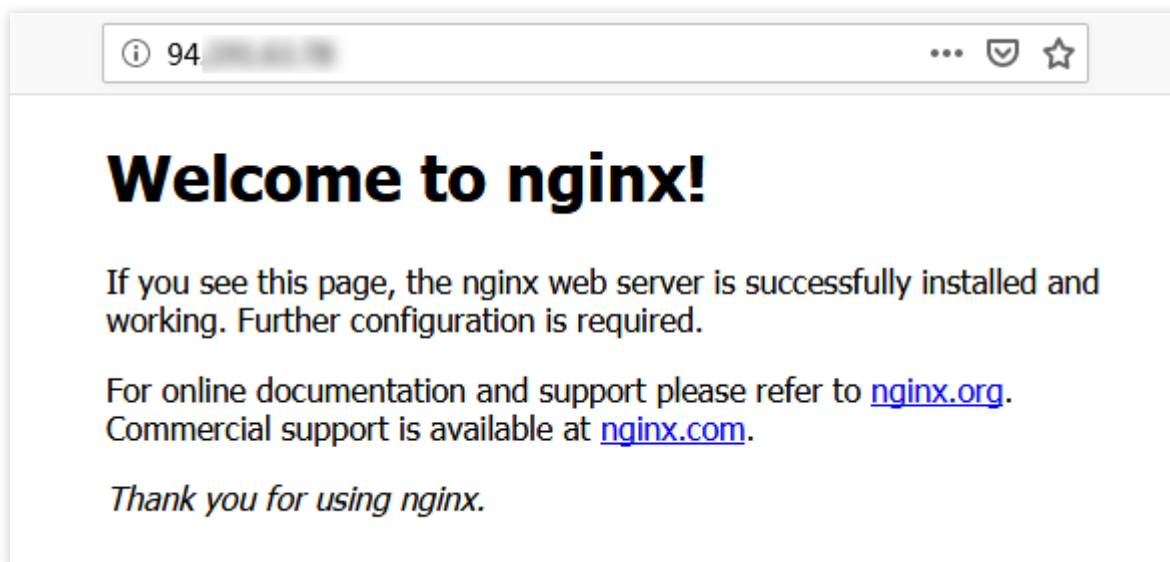 94.
Welcome to nginx!
If you see this page, the nginx web server is successfully installed and
working. Further configuration is required.
For online documentation and support please refer to nginx.org.
Commercial support is available at nginx.com.
Thank you for using nginx.